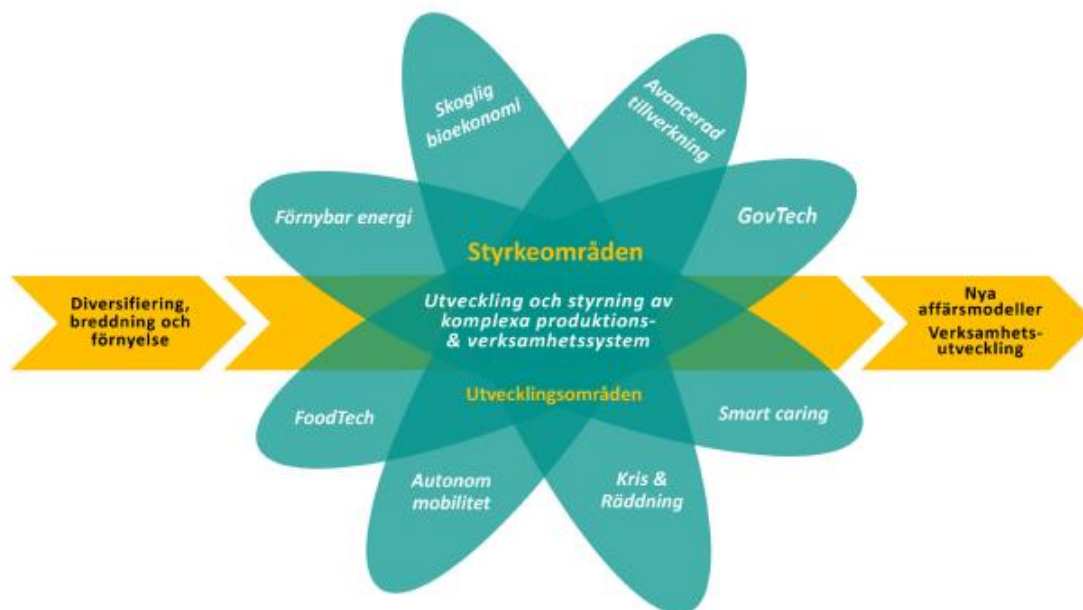 Skoglig
bioekonomi
Avancerad
tillverkning
Förnybar energi
GovTech
Styrkeområden
Diversifiering,
breddning och
förnyelse
Utveckling och styrning av
komplexa produktions-
& verksamhetssystem
Nya
affärsmodeller
Verksamhets-
utveckling
Utvecklingsområden
FoodTech
Smart caring
Autonom
mobilitet
Kris &
Räddning